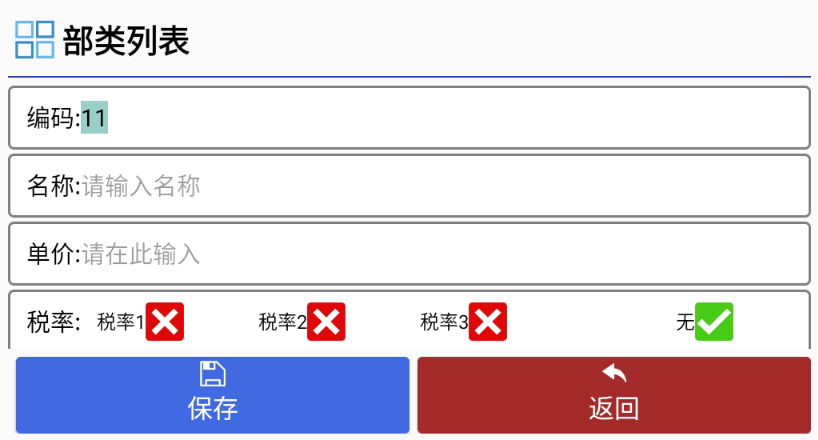 部类列表
编码:11
名称:请输入名称
单价:请在此输入
税率: 税率1 税率2 税率3 无
保存 返回